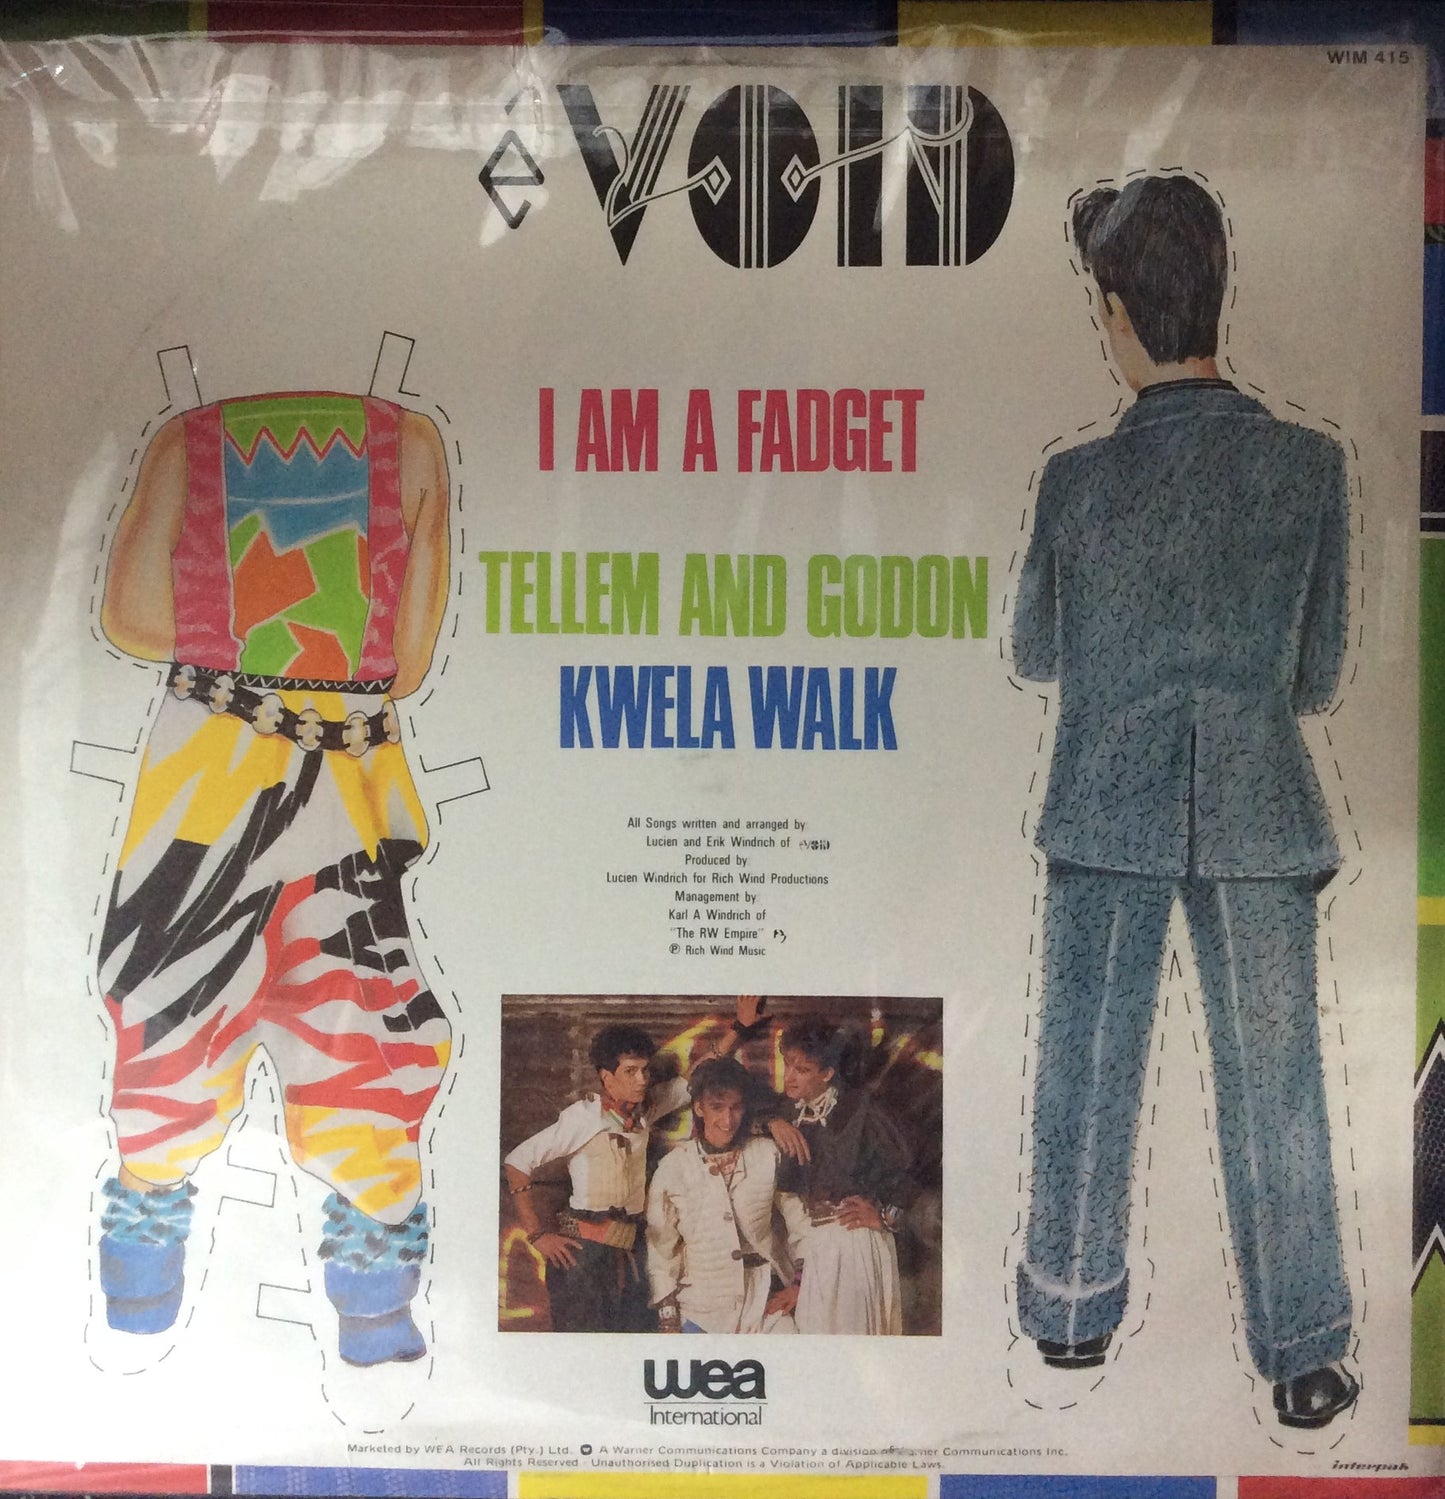 WIM 415
éVOID
I AM A FADGET
TELLEM AND GODON
KWELA WALK
All Songs written and arranged by
Lucien and Erik Windrich of éVOID
Produced by
Lucien Windrich for Rich Wind Productions
Management by
Karl A Windrich of
"The RW Empire"
℗ Rich Wind Music
wea
International
Marketed by WEA Records (Pty.) Ltd. A Warner Communications Company a division of Warner Communications Inc.
All Rights Reserved - Unauthorised Duplication is a Violation of Applicable Laws.
interpak